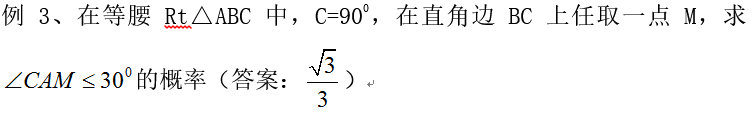 例 3、在等腰 Rt△ABC 中，C=90⁰，在直角边 BC 上任取一点 M，求
∠CAM ≤ 30⁰ 的概率（答案：√3/3）